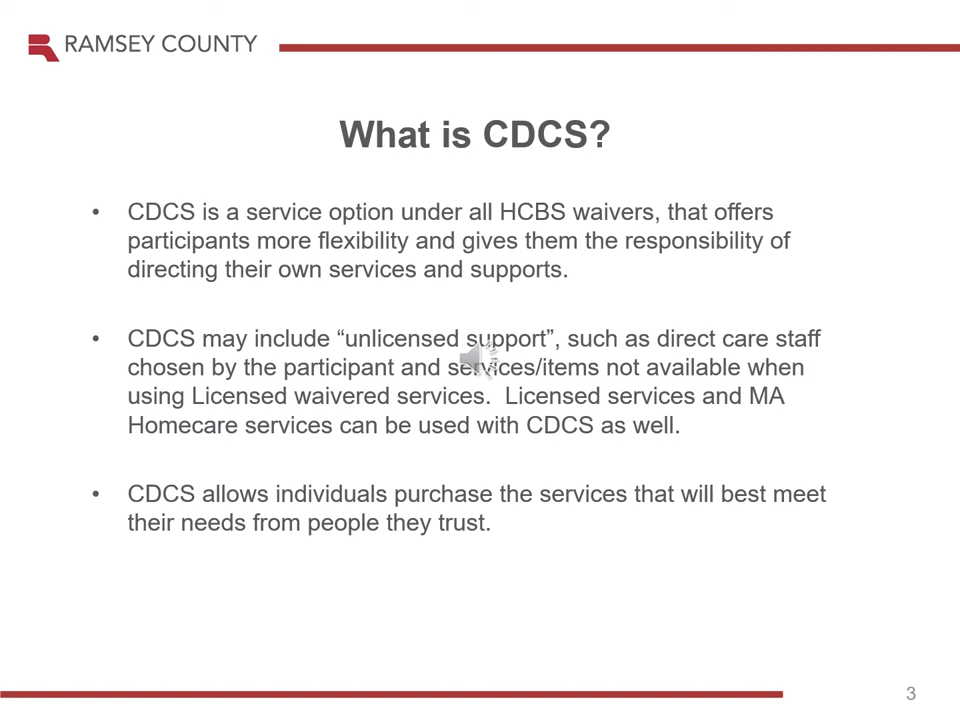 RAMSEY COUNTY
What is CDCS?
• CDCS is a service option under all HCBS waivers, that offers
participants more flexibility and gives them the responsibility of
directing their own services and supports.
• CDCS may include “unlicensed support”, such as direct care staff
chosen by the participant and services/items not available when
using Licensed waivered services.  Licensed services and MA
Homecare services can be used with CDCS as well.
• CDCS allows individuals purchase the services that will best meet
their needs from people they trust.
3